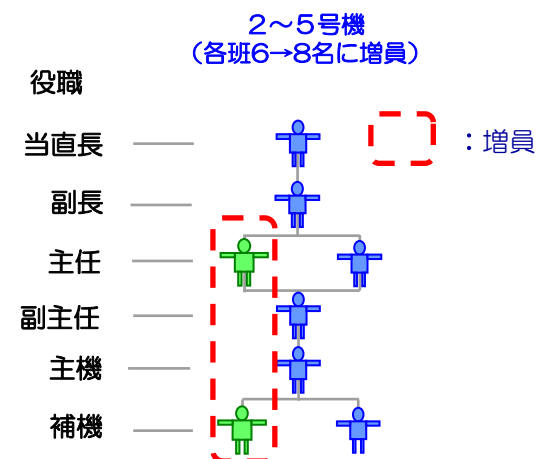 ２～５号機
（各班６→８名に増員）
役職
当直長
：増員
副長
主任
副主任
主機
補機